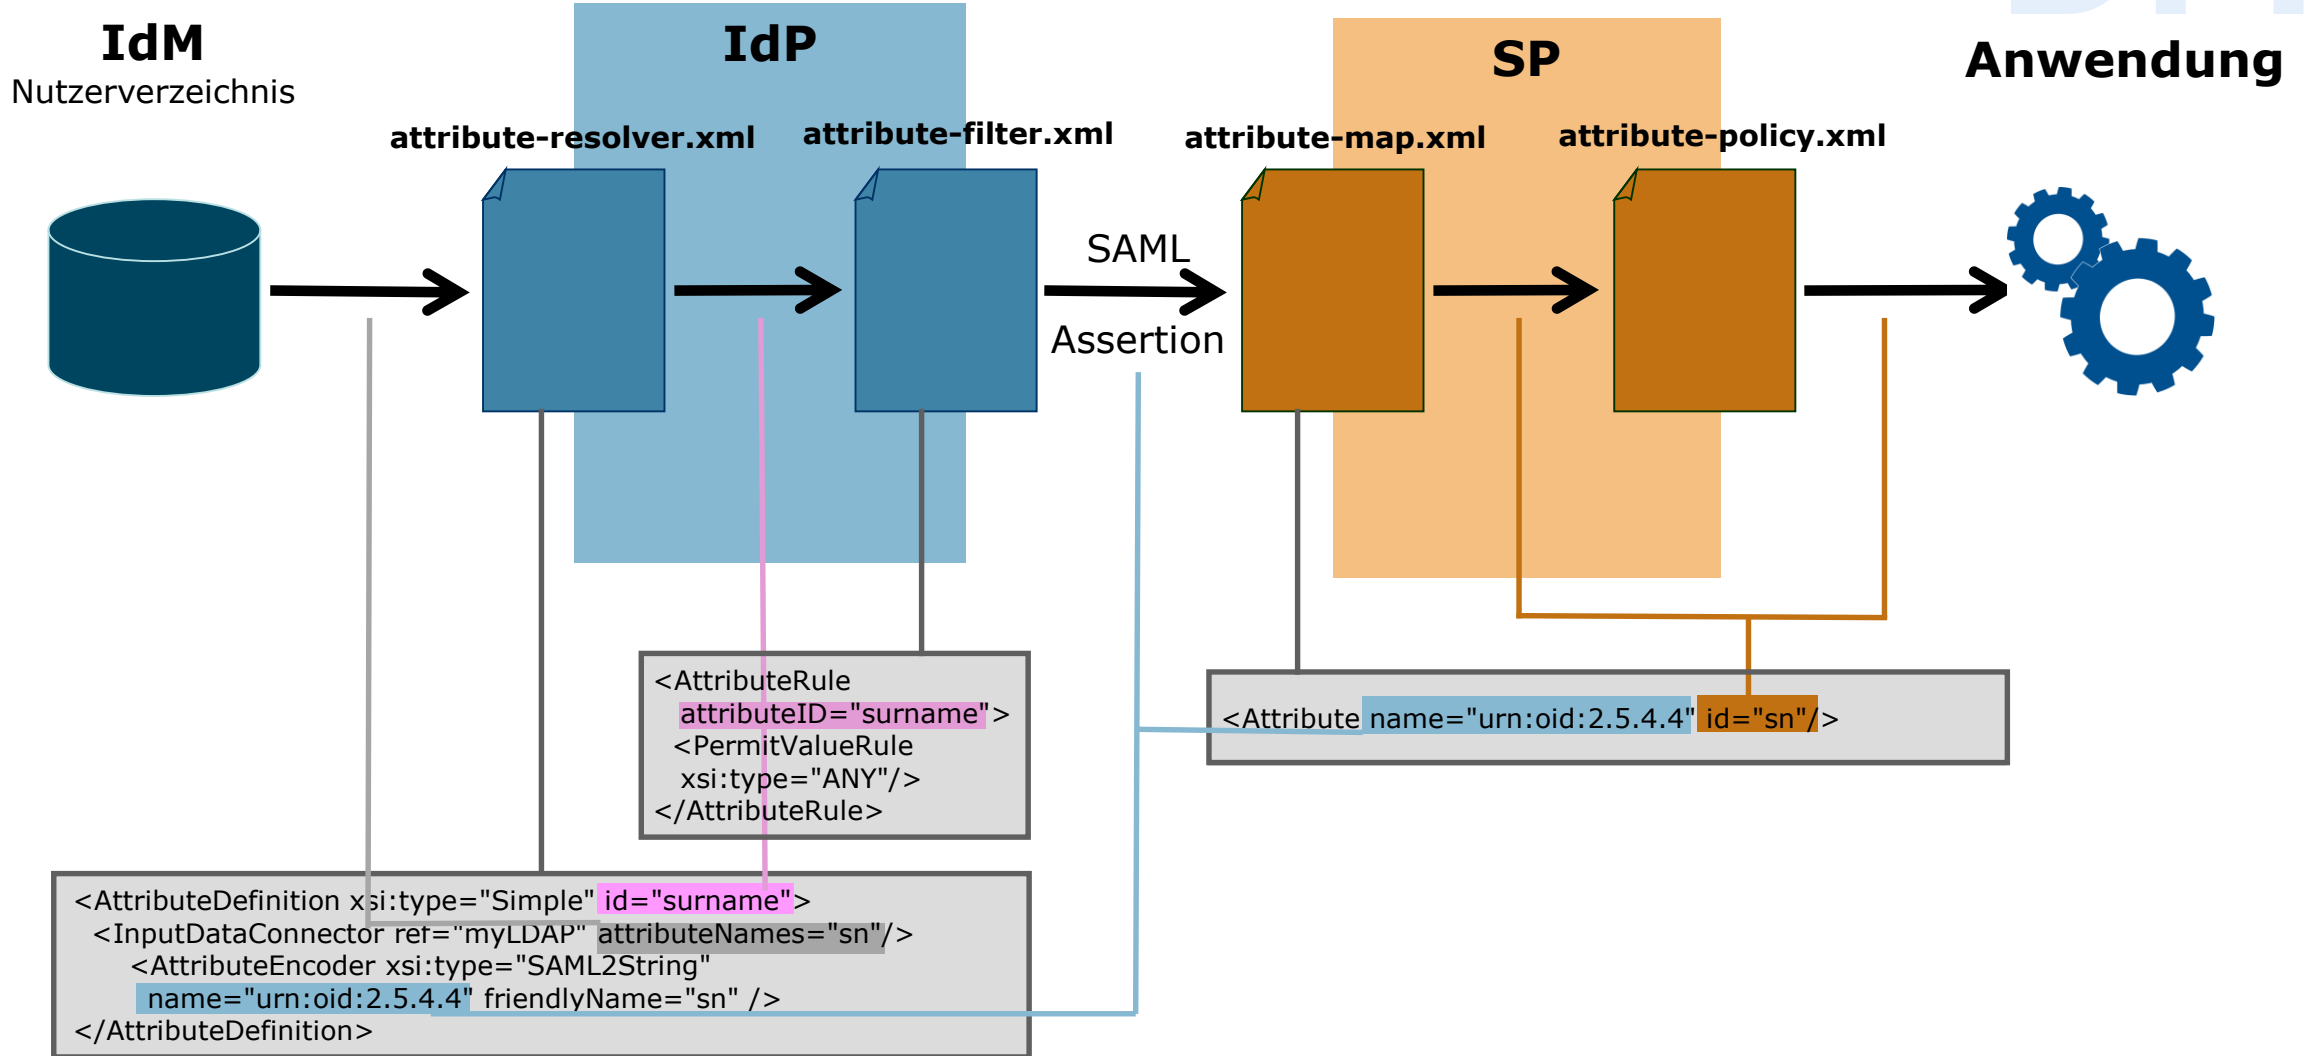 IdM
Nutzerverzeichnis
IdP
SP
Anwendung
attribute-resolver.xml
attribute-filter.xml
attribute-map.xml
attribute-policy.xml
SAML
Assertion
<AttributeRule
attributeID="surname">
<PermitValueRule
xsi:type="ANY"/>
</AttributeRule>
<Attribute name="urn:oid:2.5.4.4" id="sn"/>
<AttributeDefinition xsi:type="Simple" id="surname">
<InputDataConnector ref="myLDAP" attributeNames="sn"/>
<AttributeEncoder xsi:type="SAML2String"
name="urn:oid:2.5.4.4" friendlyName="sn" />
</AttributeDefinition>